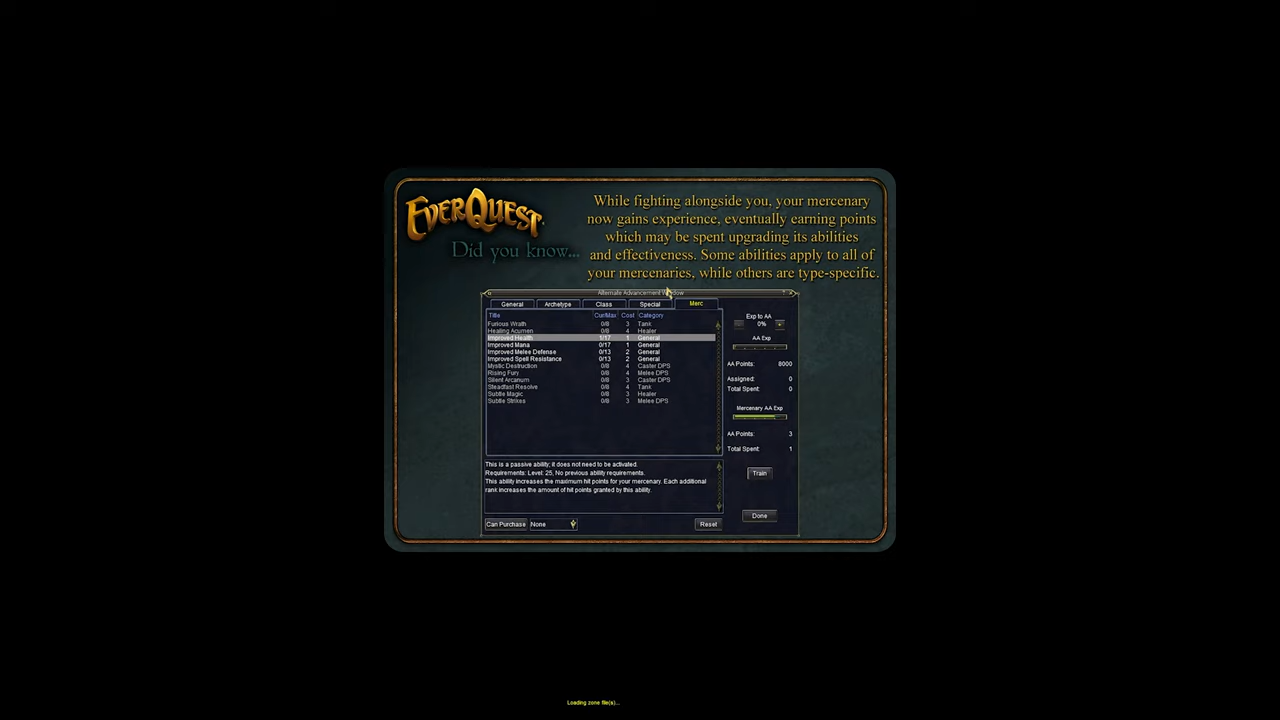 EVERQUEST
Did you know...
While fighting alongside you, your mercenary
now gains experience, eventually earning points
which may be spent upgrading its abilities
and effectiveness. Some abilities apply to all of
your mercenaries, while others are type-specific.
Alternate Advancement Window
General Archetype Class Special Merc
Title Cur/Max Cost Category
Furious Wrath 0/8 3 Tank
Healing Acumen 0/8 4 Healer
Improved Health 1/17 1 General
Improved Mana 0/17 1 General
Improved Melee Defense 0/13 2 General
Improved Spell Resistance 0/13 2 General
Mystic Destruction 0/8 4 Caster DPS
Rising Fury 0/8 4 Melee DPS
Silent Arcanum 0/8 3 Caster DPS
Steadfast Resolve 0/8 4 Tank
Subtle Magic 0/8 3 Healer
Subtle Strikes 0/8 3 Melee DPS
Exp to AA
0%
AA Exp
AA Points: 8000
Assigned: 0
Total Spent: 0
Mercenary AA Exp
AA Points: 3
Total Spent: 1
Train
Done
This is a passive ability; it does not need to be activated.
Requirements: Level: 25, No previous ability requirements.
This ability increases the maximum hit points for your mercenary. Each additional
rank increases the amount of hit points granted by this ability.
Can Purchase None Reset
Loading zone file(s)...